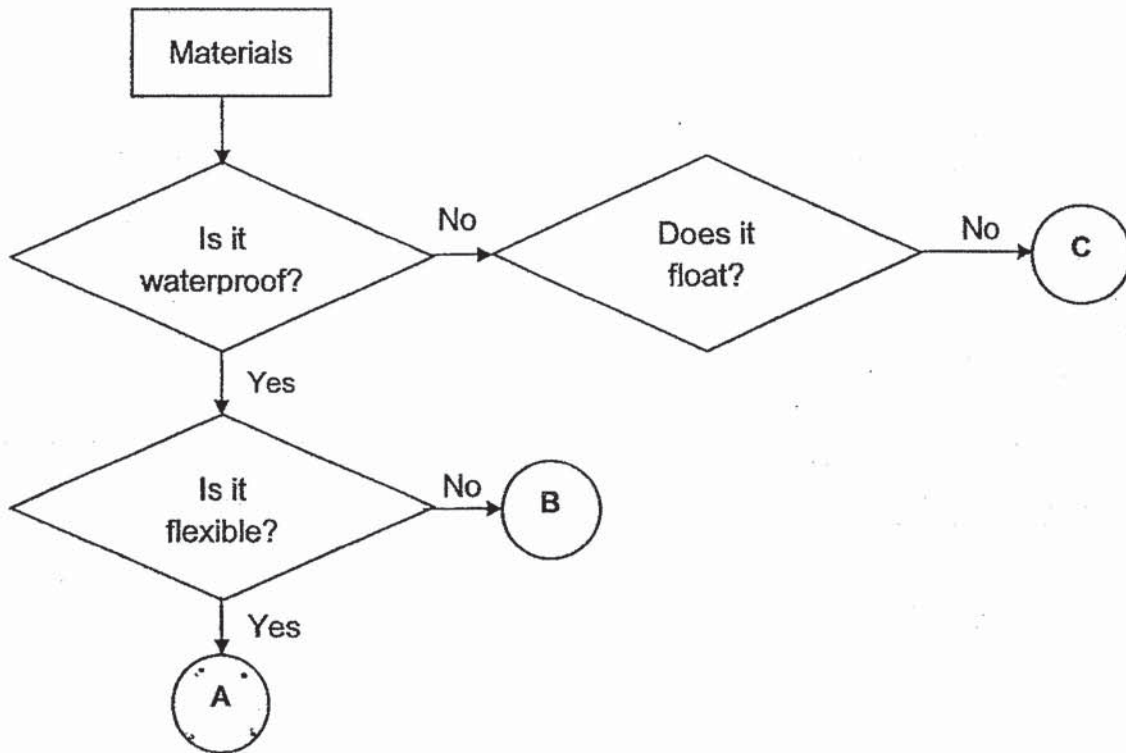 Materials
Is it
waterproof?
No
Does it
float?
No
C
Yes
Is it
flexible?
No
B
Yes
A